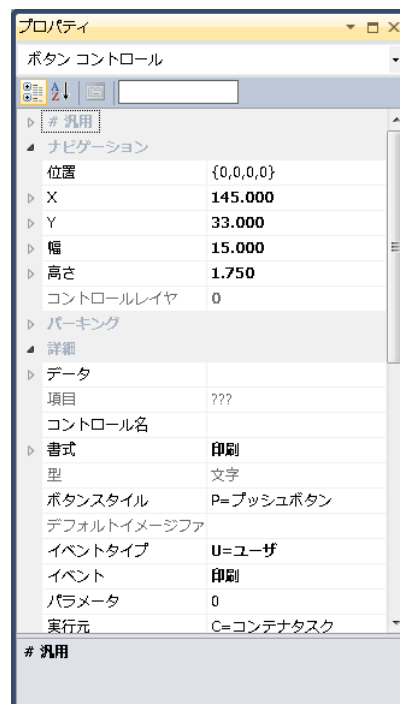 プロパティ
ボタン コントロール
# 汎用
ナビゲーション
位置 {0,0,0,0}
X 145.000
Y 33.000
幅 15.000
高さ 1.750
コントロールレイヤ 0
パーキング
詳細
データ
項目 ???
コントロール名
書式 印刷
型 文字
ボタンスタイル P=プッシュボタン
デフォルトイメージファ
イベントタイプ U=ユーザ
イベント 印刷
パラメータ 0
実行元 C=コンテナタスク
# 汎用